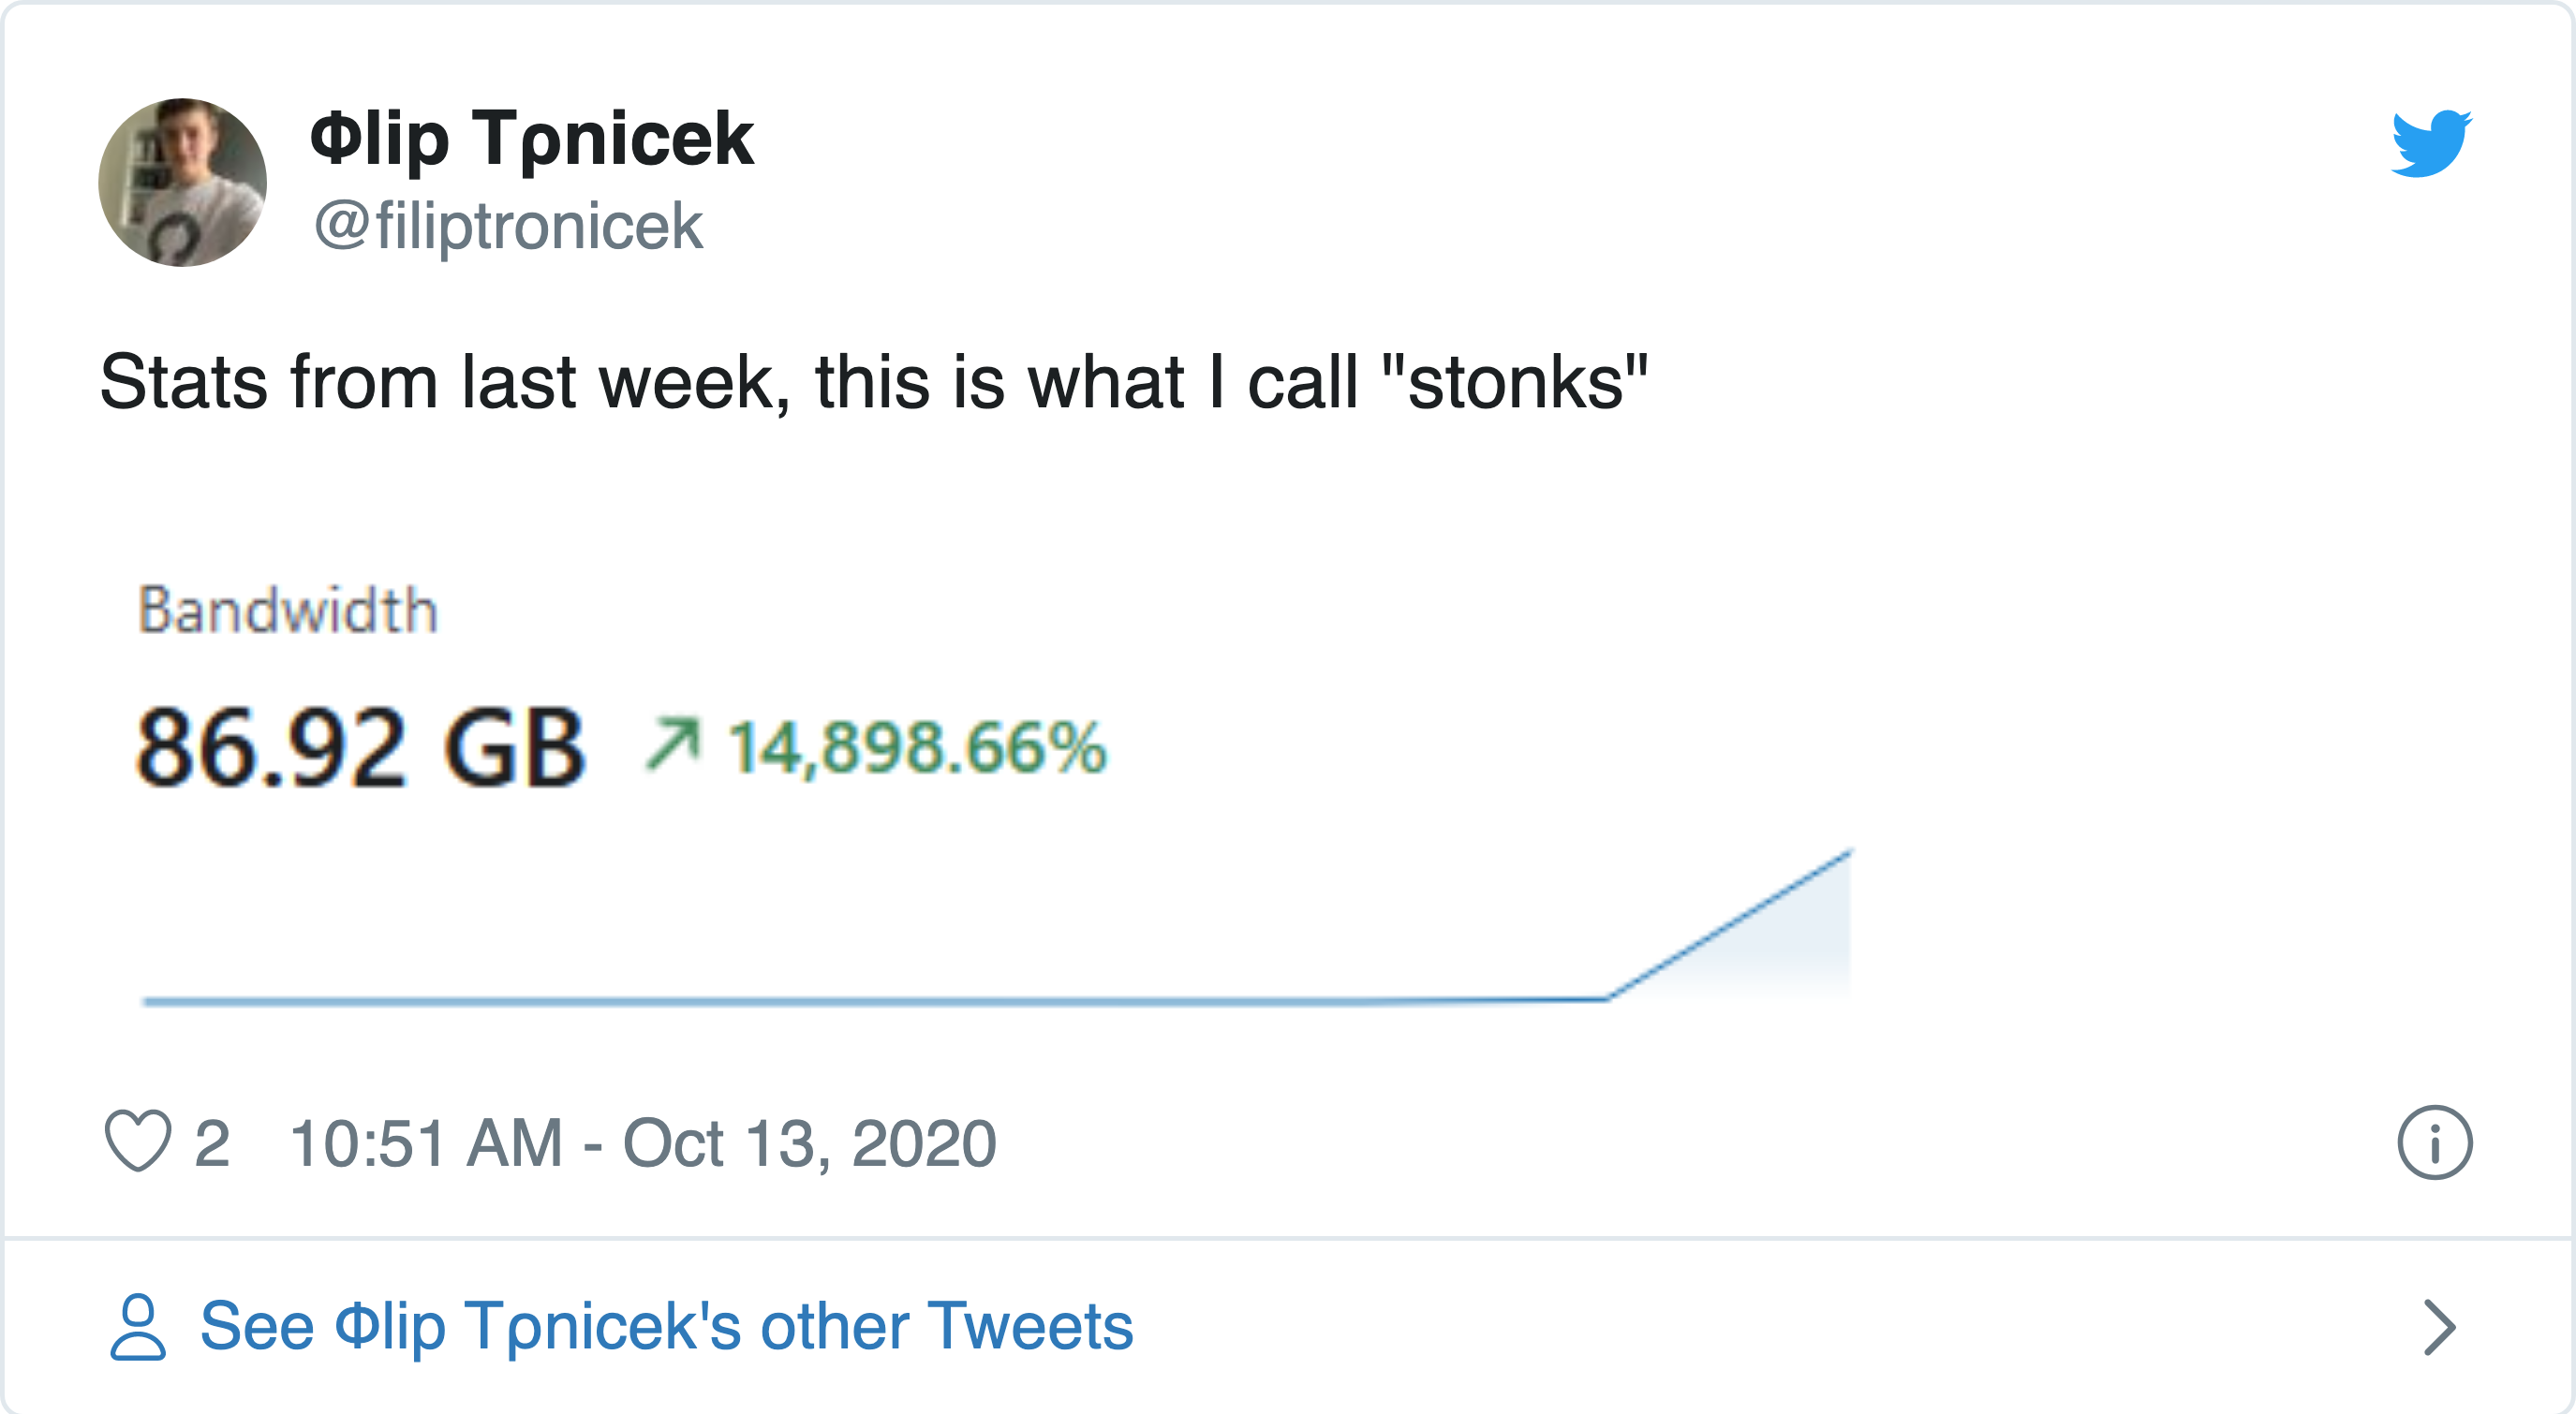 Φlip Tρnicek
@filiptronicek
Stats from last week, this is what I call "stonks"
Bandwidth
86.92 GB 14,898.66%
2 10:51 AM - Oct 13, 2020
See Φlip Tρnicek's other Tweets